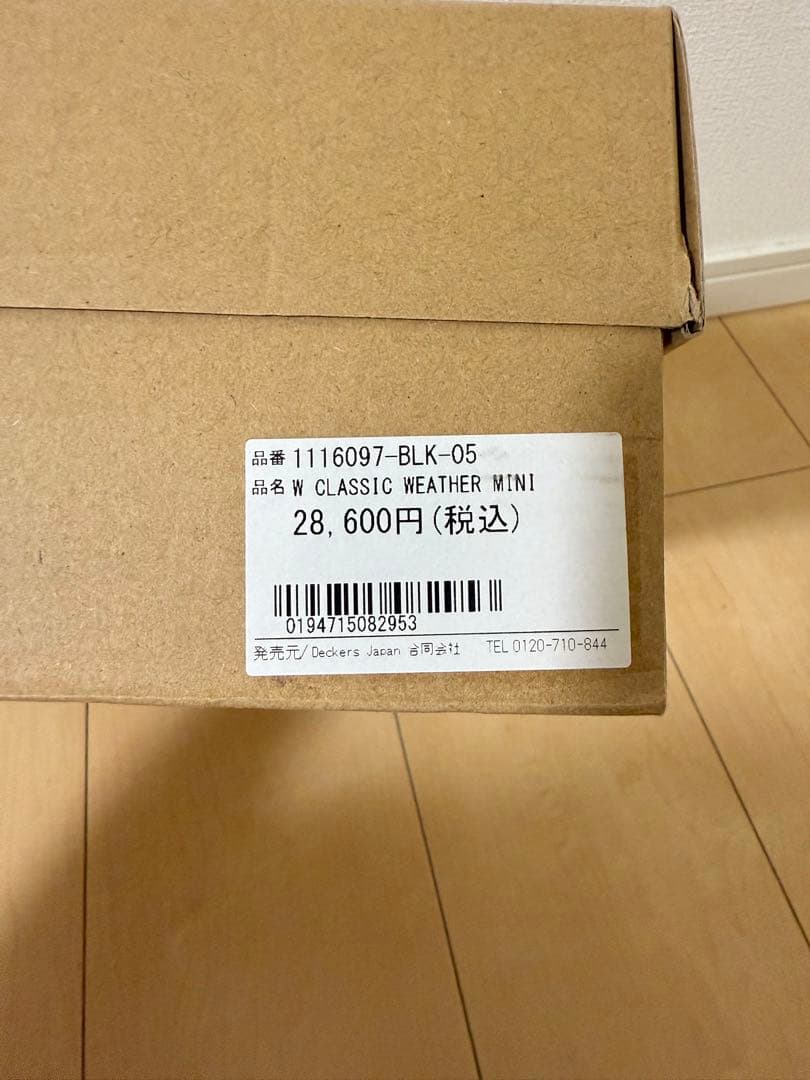 品番 1116097-BLK-05
品名 W CLASSIC WEATHER MINI
28,600円(税込)
0194715082953
発売元/Deckers Japan 合同会社 TEL 0120-710-844